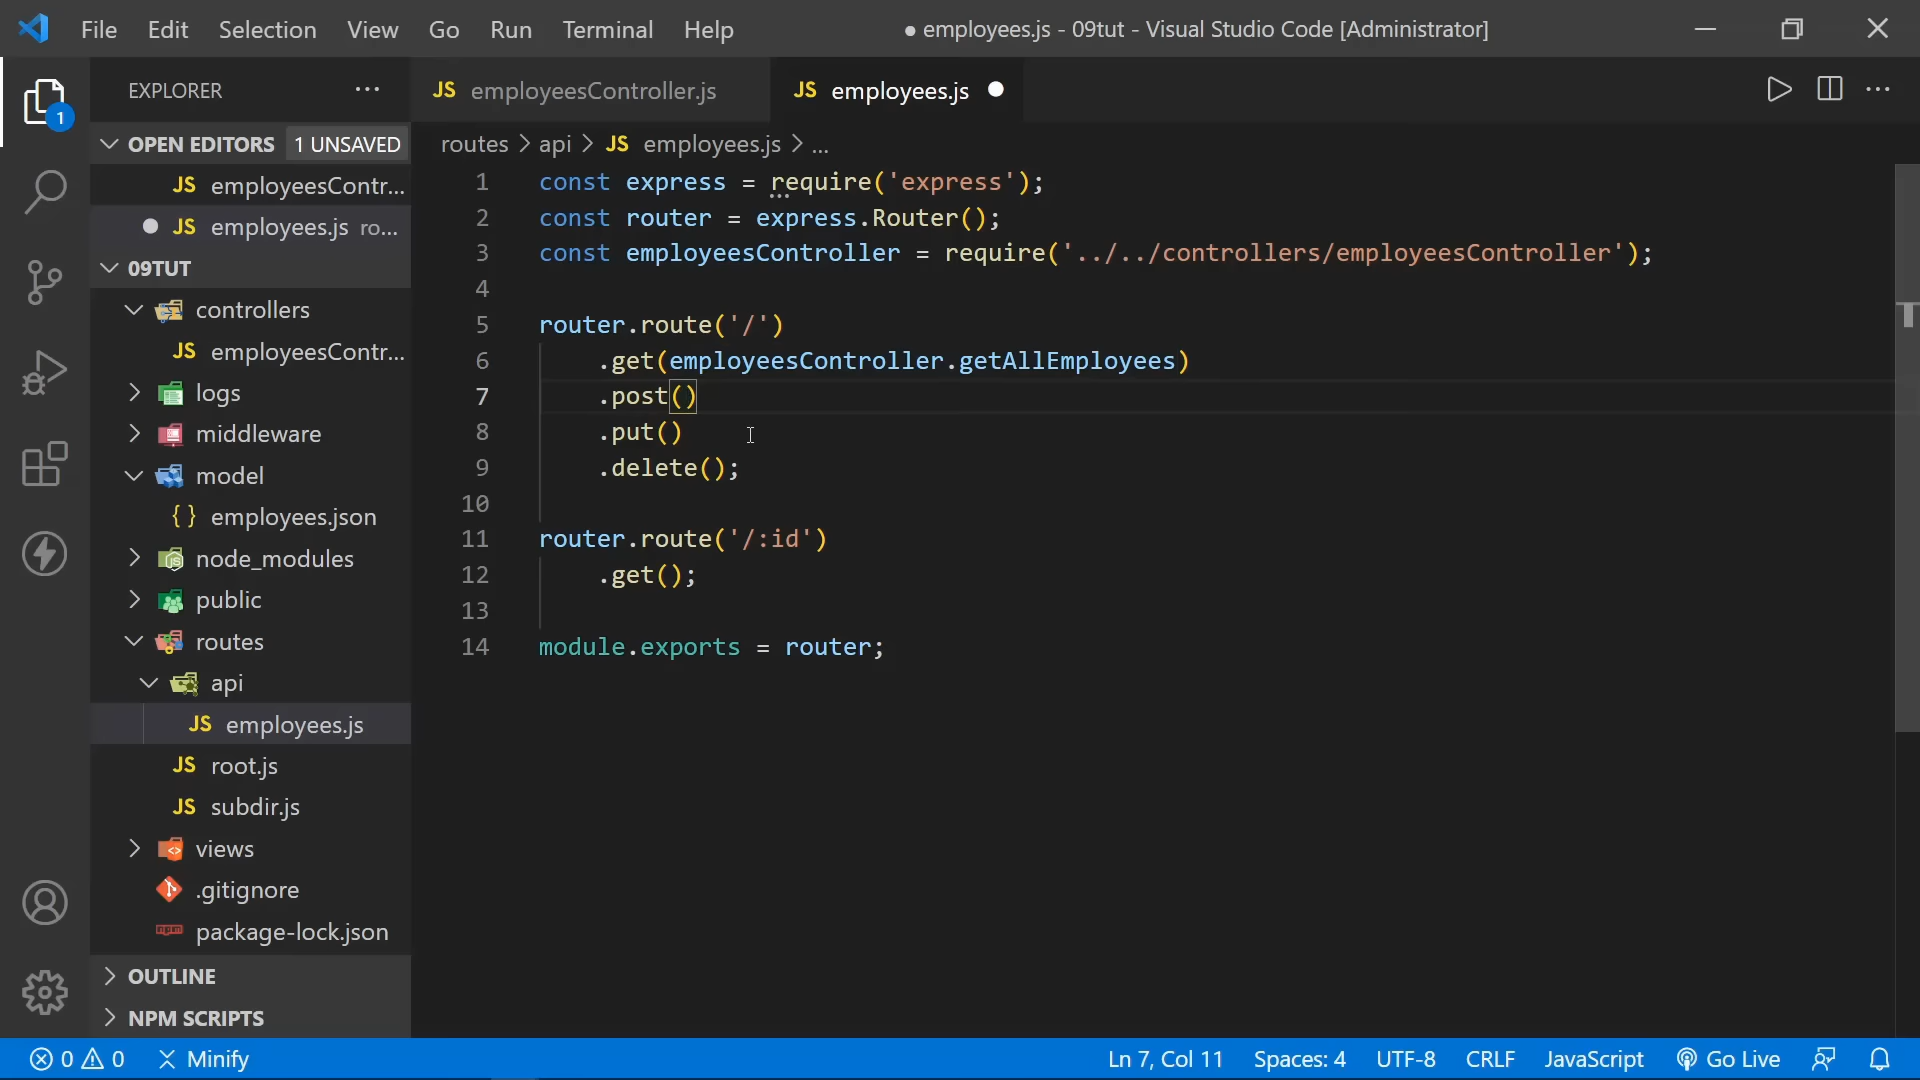 File Edit Selection View Go Run Terminal Help
● employees.js - 09tut - Visual Studio Code [Administrator]
1
EXPLORER ...
OPEN EDITORS 1 UNSAVED
JS employeesContr...
● JS employees.js ro...
09TUT
controllers
JS employeesContr...
logs
middleware
model
{ } employees.json
node_modules
public
routes
api
JS employees.js
JS root.js
JS subdir.js
views
.gitignore
package-lock.json
OUTLINE
NPM SCRIPTS
JS employeesController.js
JS employees.js ●
routes > api > JS employees.js > ...
1 const express = require('express');
2 const router = express.Router();
3 const employeesController = require('../../controllers/employeesController');
4
5 router.route('/')
6 .get(employeesController.getAllEmployees)
7 .post()
8 .put()
9 .delete();
10
11 router.route('/:id')
12 .get();
13
14 module.exports = router;
0 0 Minify
Ln 7, Col 11 Spaces: 4 UTF-8 CRLF JavaScript Go Live